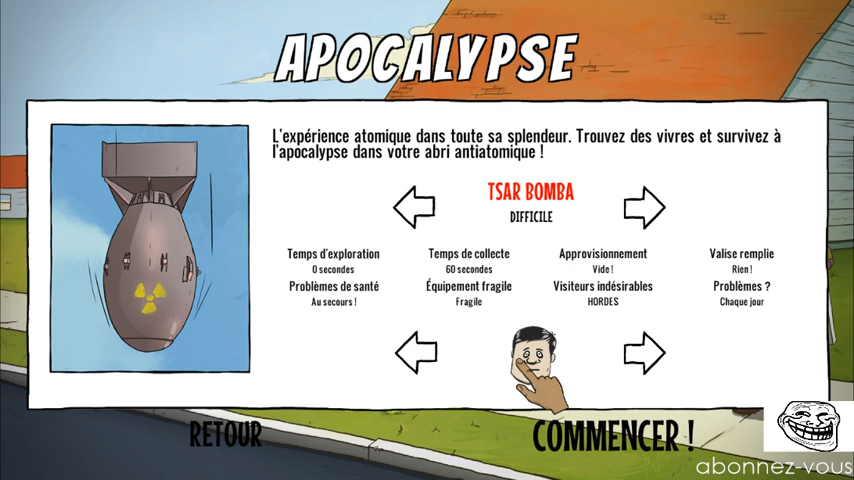 APOCALYPSE
L'expérience atomique dans toute sa splendeur. Trouvez des vivres et survivez à
l'apocalypse dans votre abri antiatomique !
TSAR BOMBA
DIFFICILE
Temps d'exploration
0 secondes
Temps de collecte
60 secondes
Approvisionnement
Vide !
Valise remplie
Rien !
Problèmes de santé
Au secours !
Équipement fragile
Fragile
Visiteurs indésirables
HORDES
Problèmes ?
Chaque jour
RETOUR
COMMENCER !
abonnez-vous